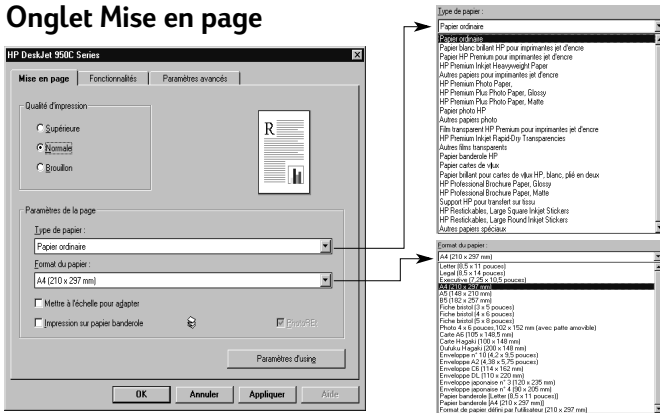 Onglet Mise en page
HP DeskJet 950C Series
Mise en page
Fonctionnalités
Paramètres avancés
Qualité d'impression
Supérieure
Normale
Brouillon
R
Paramètres de la page
Type de papier :
Papier ordinaire
Format du papier :
A4 (210 x 297 mm)
Mettre à l'échelle pour adapter
Impression sur papier banderole
PhotoREt
Paramètres d'usine
OK
Annuler
Appliquer
Aide
Type de papier :
Papier ordinaire
Papier ordinaire
Papier blanc brillant HP pour imprimantes jet d'encre
Papier HP Premium pour imprimantes jet d'encre
HP Premium Inkjet Heavyweight Paper
Autres papiers pour imprimantes jet d'encre
HP Premium Photo Paper,
HP Premium Plus Photo Paper, Glossy
HP Premium Plus Photo Paper, Matte
Papier photo HP
Autres papiers photo
Film transparent HP Premium pour imprimantes jet d'encre
HP Premium Inkjet Rapid-Dry Transparencies
Autres films transparents
Papier banderole HP
Papier cartes de vœux
Papier brillant pour cartes de vœux HP, blanc, plié en deux
HP Professional Brochure Paper, Glossy
HP Professional Brochure Paper, Matte
Support HP pour transfert sur tissu
HP Restickables, Large Square Inkjet Stickers
HP Restickables, Large Round Inkjet Stickers
Autres papiers spéciaux
Format du papier :
A4 (210 x 297 mm)
Letter (8,5 x 11 pouces)
Legal (8,5 x 14 pouces)
Executive (7,25 x 10,5 pouces)
A4 (210 x 297 mm)
A5 (148 x 210 mm)
B5 (182 x 257 mm)
Fiche bristol (3 x 5 pouces)
Fiche bristol (4 x 6 pouces)
Fiche bristol (5 x 8 pouces)
Photo 4 x 6 pouces,102 x 152 mm (avec patte amovible)
Carte A6 (105 x 148,5 mm)
Carte Hagaki (100 x 148 mm)
Oufuku Hagaki (200 x 148 mm)
Enveloppe n° 10 (4,2 x 9,5 pouces)
Enveloppe A2 (4,38 x 5,75 pouces)
Enveloppe C6 (114 x 162 mm)
Enveloppe DL (110 x 220 mm)
Enveloppe japonaise n° 3 (120 x 235 mm)
Enveloppe japonaise n° 4 (90 x 205 mm)
Papier banderole [Letter (8,5 x 11 pouces)]
Papier banderole [A4 (210 x 297 mm)]
Format de papier défini par l'utilisateur (210 x 297 mm)